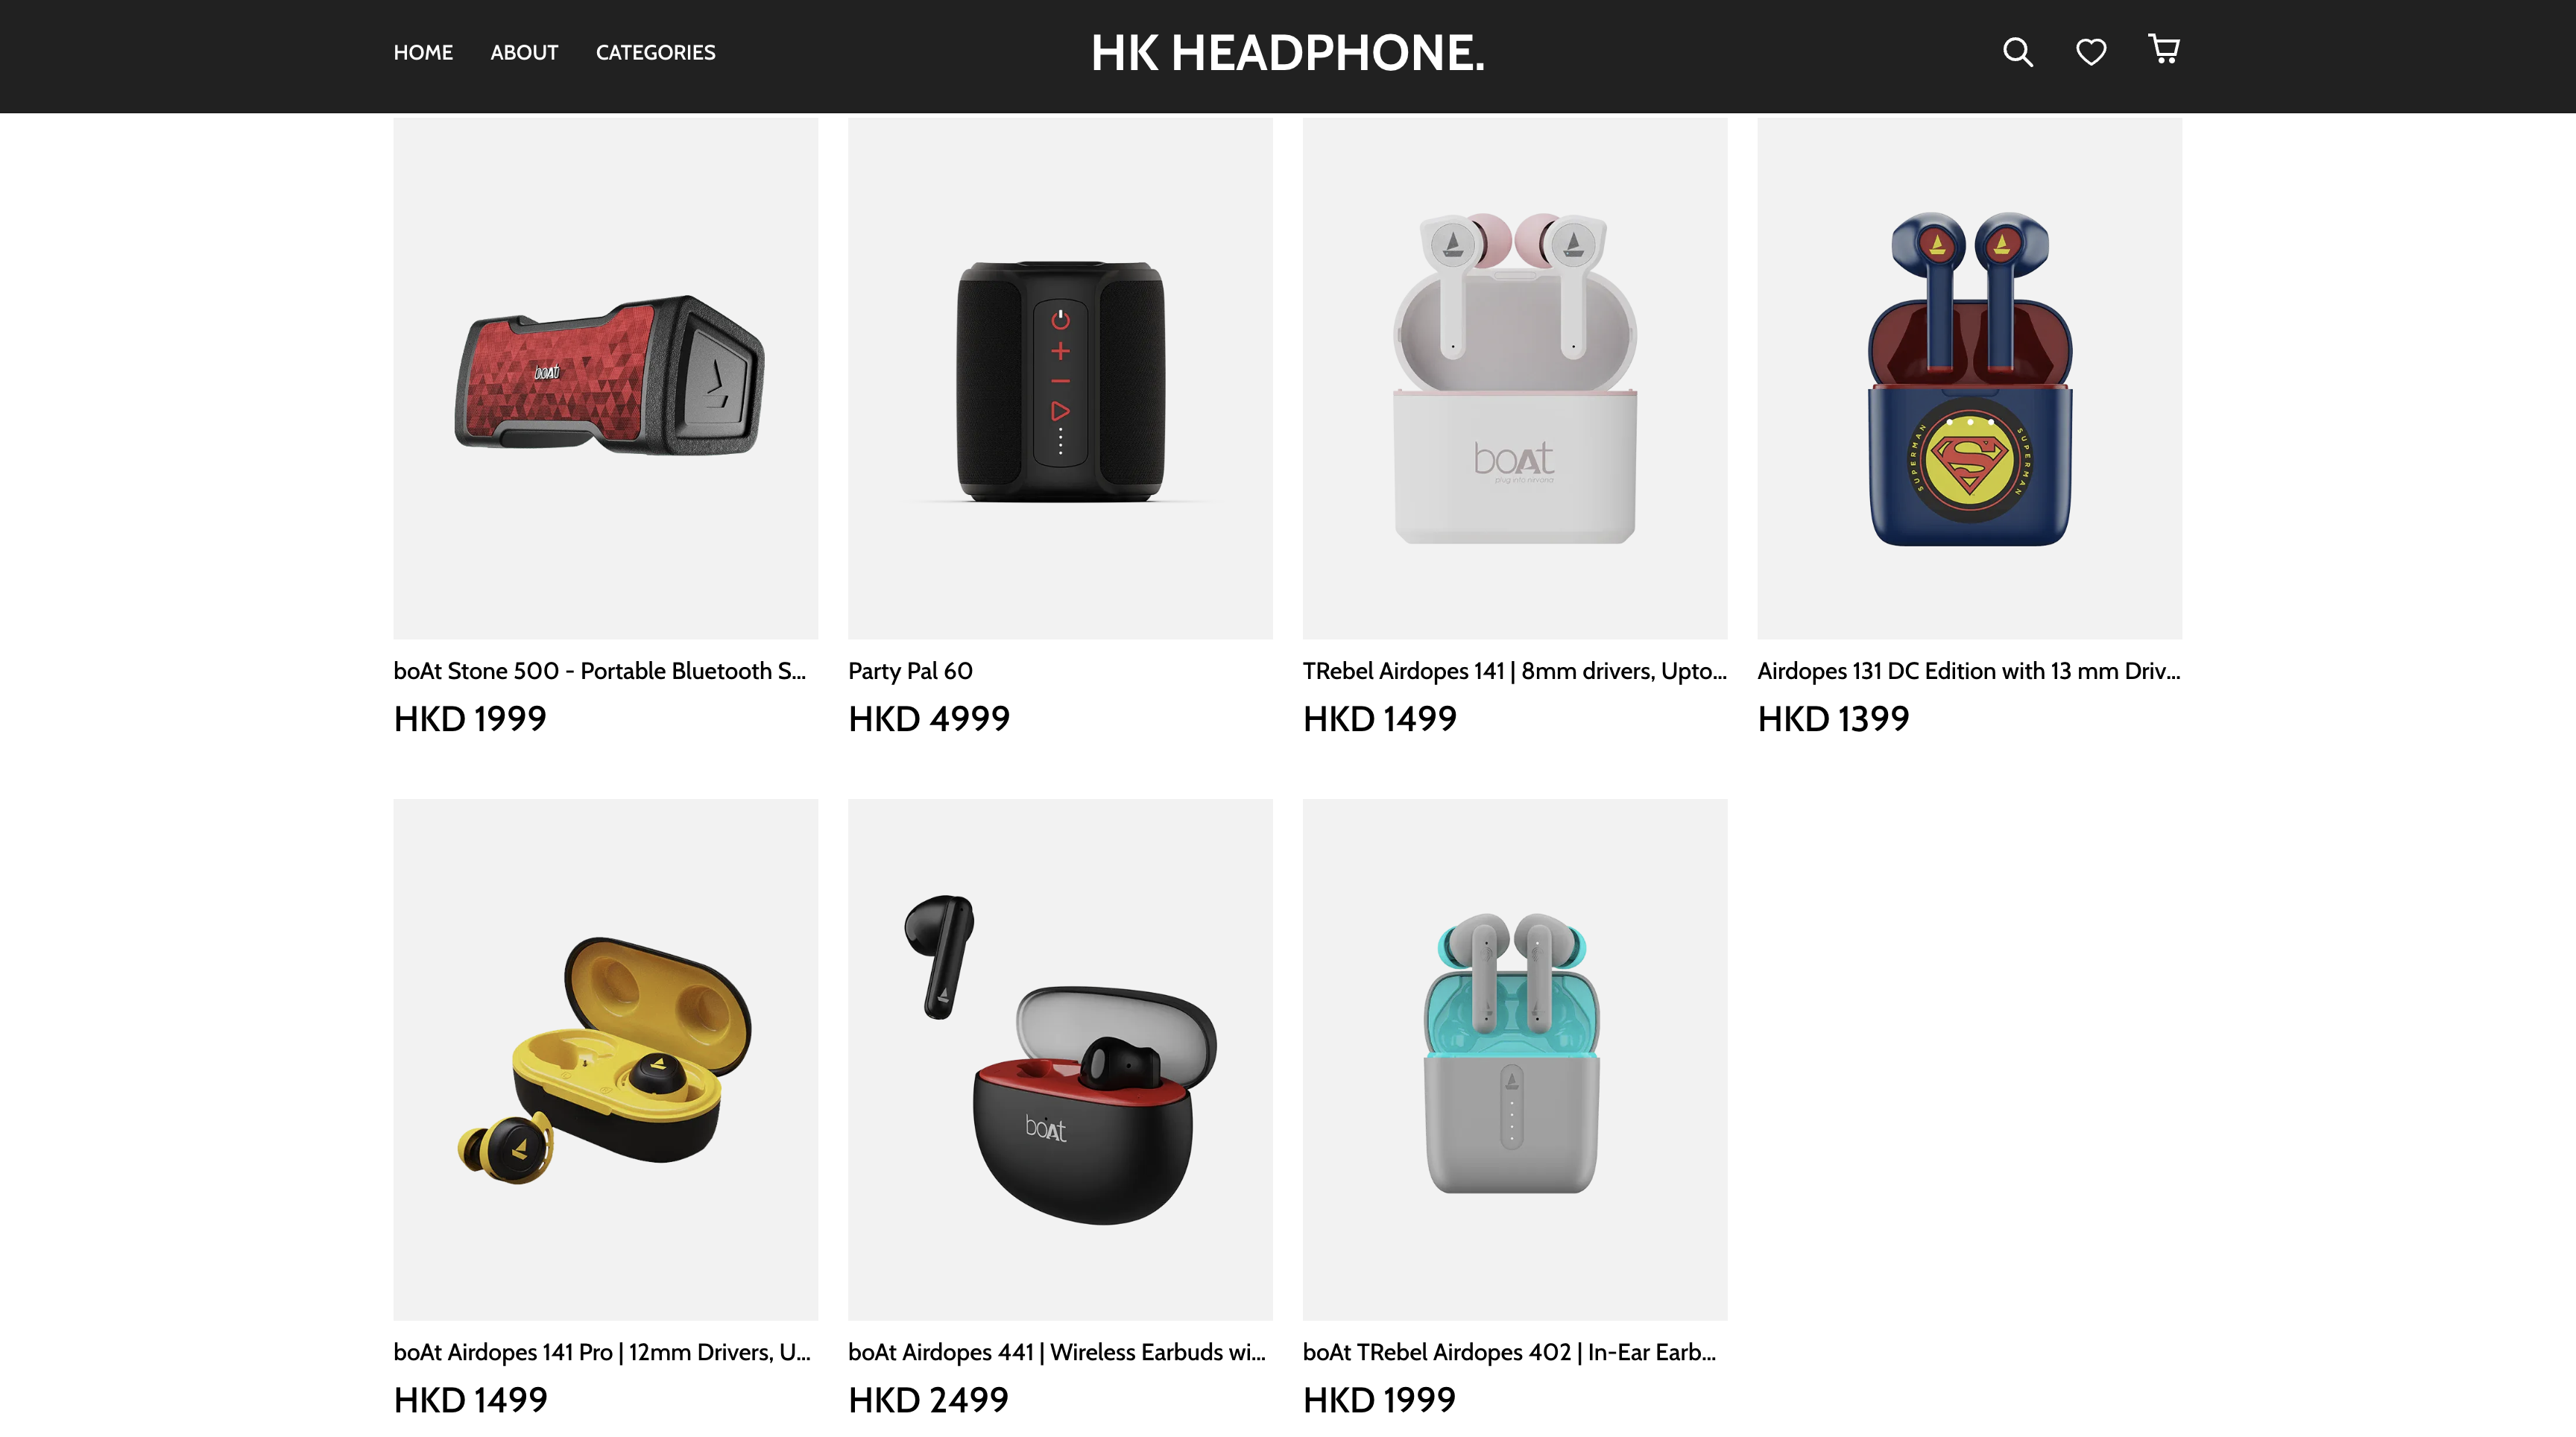 HOME ABOUT CATEGORIES HK HEADPHONE.
boAt
boAt
plug into nirvana
SUPERMAN SUPERMAN
boAt Stone 500 - Portable Bluetooth S...
Party Pal 60
TRebel Airdopes 141 | 8mm drivers, Upto...
Airdopes 131 DC Edition with 13 mm Driv...
HKD 1999
HKD 4999
HKD 1499
HKD 1399
boAt
boAt Airdopes 141 Pro | 12mm Drivers, U...
boAt Airdopes 441 | Wireless Earbuds wi...
boAt TRebel Airdopes 402 | In-Ear Earb...
HKD 1499
HKD 2499
HKD 1999